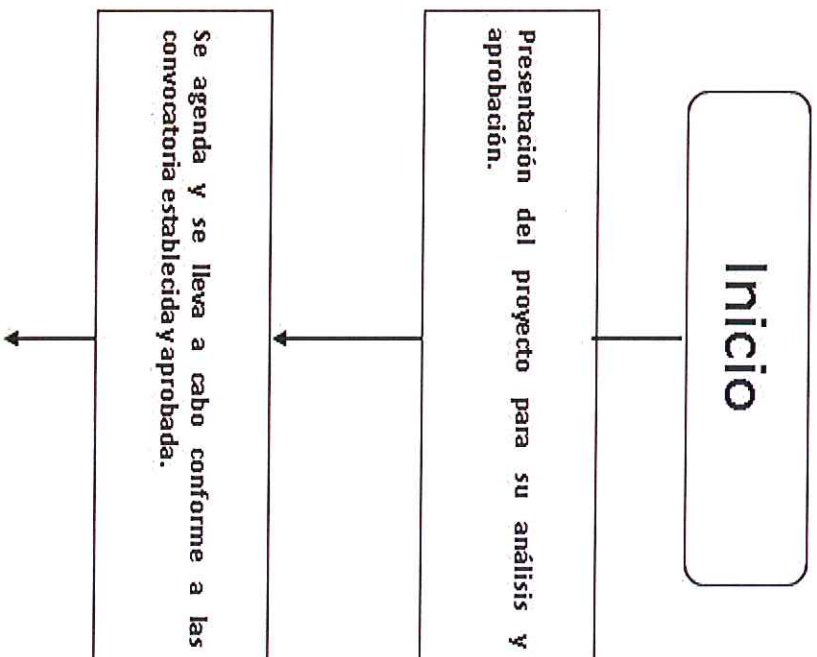 Inicio
Presentación del proyecto para su análisis y
aprobación.
Se agenda y se lleva a cabo conforme a las
convocatoria establecida y aprobada.